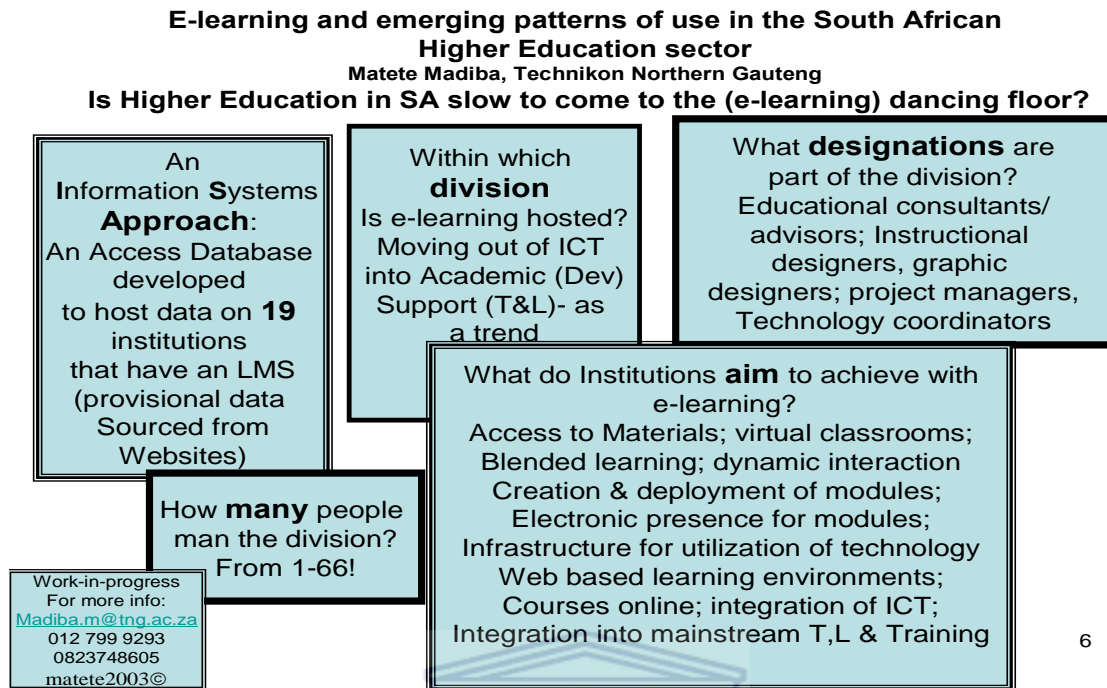 E-learning and emerging patterns of use in the South African
Higher Education sector
Matete Madiba, Technikon Northern Gauteng
Is Higher Education in SA slow to come to the (e-learning) dancing floor?
An
Information Systems
Approach:
An Access Database
developed
to host data on 19
institutions
that have an LMS
(provisional data
Sourced from
Websites)
Within which
division
Is e-learning hosted?
Moving out of ICT
into Academic (Dev)
Support (T&L)- as
a trend
What designations are
part of the division?
Educational consultants/
advisors; Instructional
designers, graphic
designers; project managers,
Technology coordinators
What do Institutions aim to achieve with
e-learning?
Access to Materials; virtual classrooms;
Blended learning; dynamic interaction
Creation & deployment of modules;
Electronic presence for modules;
Infrastructure for utilization of technology
Web based learning environments;
Courses online; integration of ICT;
Integration into mainstream T,L & Training
How many people
man the division?
From 1-66!
Work-in-progress
For more info:
Madiba.m@tng.ac.za
012 799 9293
0823748605
matete2003©
6